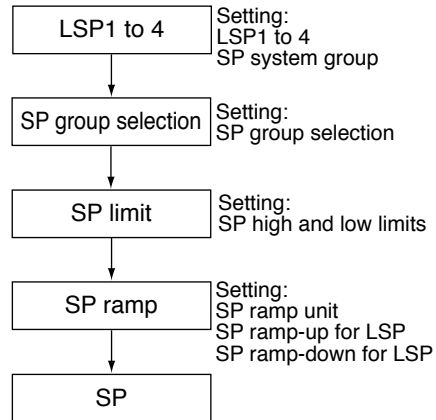 LSP1 to 4
Setting:
LSP1 to 4
SP system group
SP group selection
Setting:
SP group selection
SP limit
Setting:
SP high and low limits
SP ramp
Setting:
SP ramp unit
SP ramp-up for LSP
SP ramp-down for LSP
SP